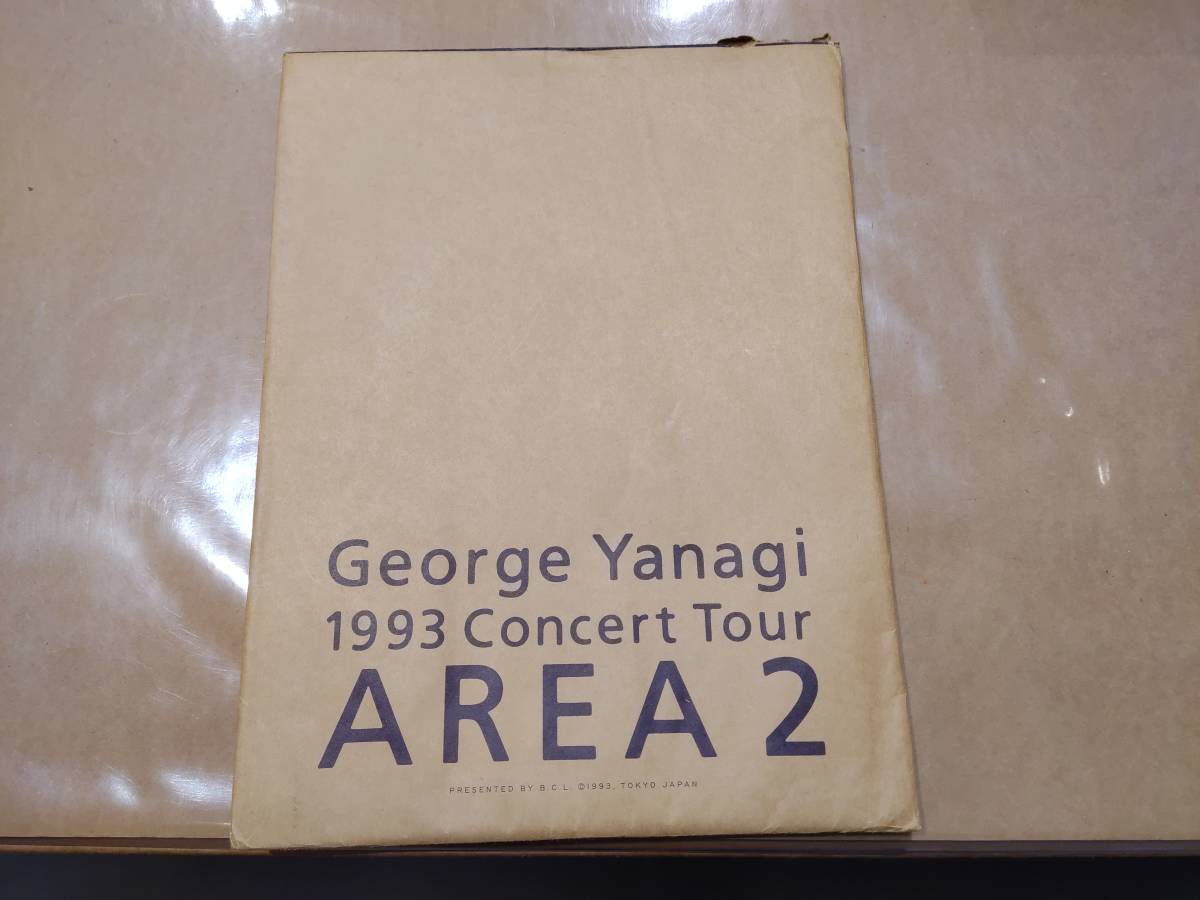 George Yanagi
1993 Concert Tour
AREA 2
PRESENTED BY B.C.L. ©1993, TOKYO JAPAN